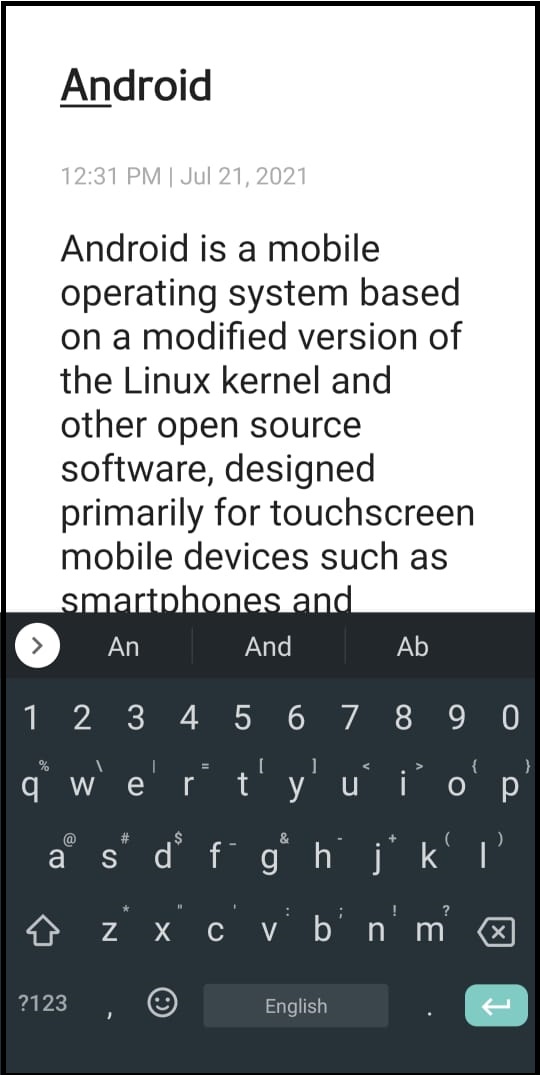 Android
12:31 PM | Jul 21, 2021
Android is a mobile
operating system based
on a modified version of
the Linux kernel and
other open source
software, designed
primarily for touchscreen
mobile devices such as
smartphones and
An And Ab
1 2 3 4 5 6 7 8 9 0
% \ | = [ ] < > { }
q w e r t y u i o p
@ # $ - & - + ( )
a s d f g h j k l
* " ' : ; ! ?
z x c v b n m
?123 , English .